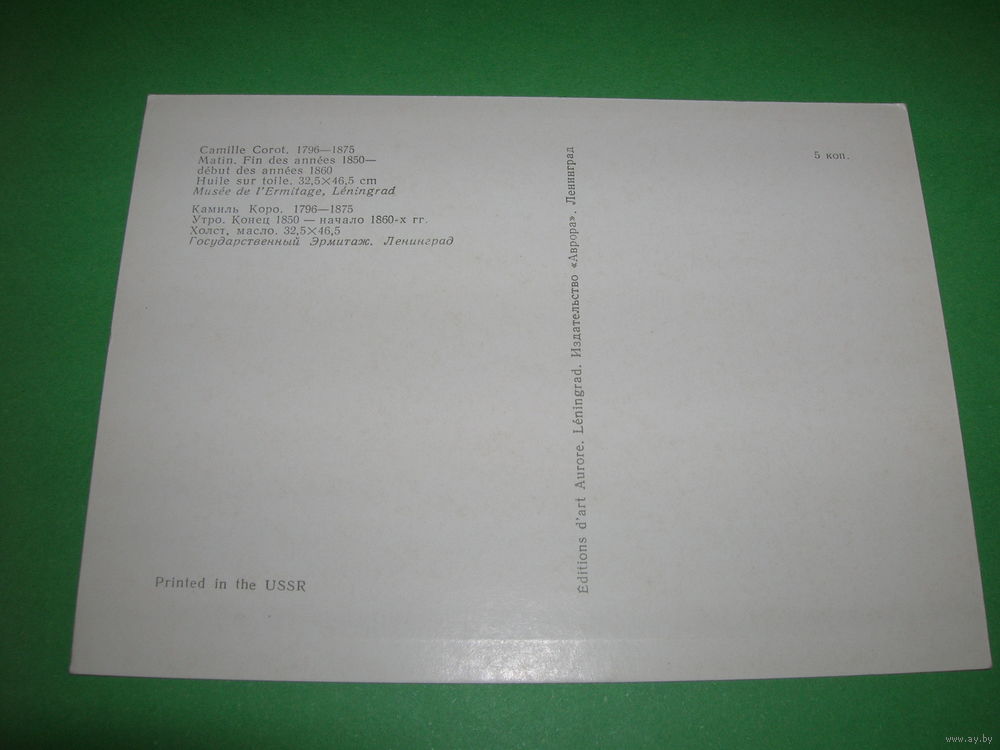 Camille Corot. 1796—1875
Matin. Fin des années 1850—
début des années 1860
Huile sur toile. 32,5×46,5 cm
Musée de l'Ermitage, Léningrad
Камиль Коро. 1796—1875
Утро. Конец 1850 — начало 1860-х гг.
Холст, масло. 32,5×46,5
Государственный Эрмитаж. Ленинград
Printed in the USSR
Éditions d'art Aurore. Léningrad. Издательство «Аврора». Ленинград
5 коп.
www.ay.by